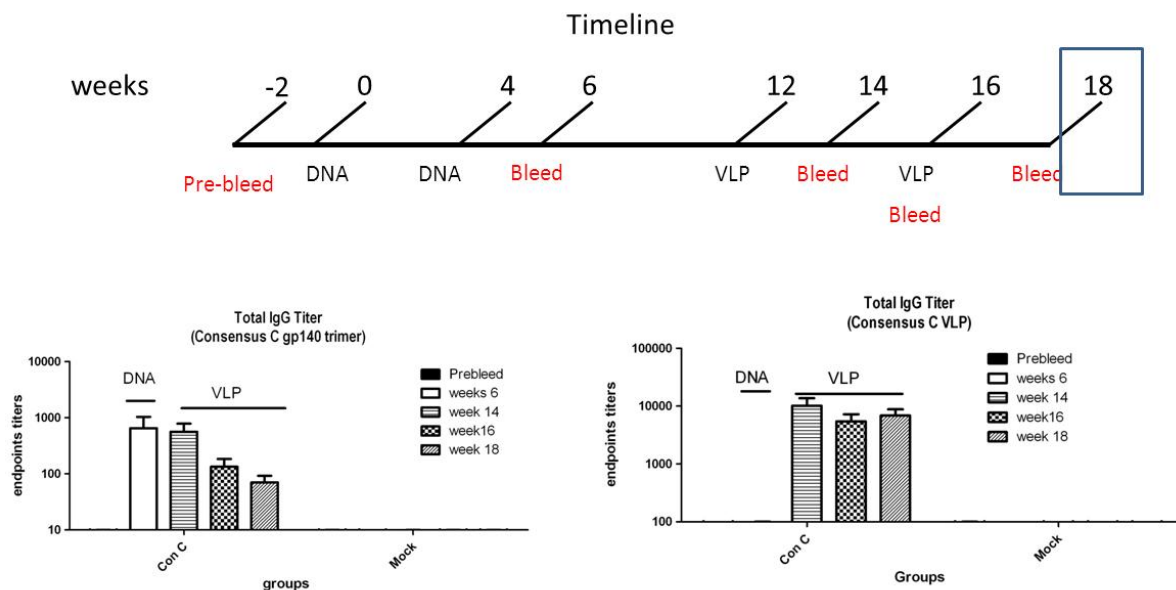 Timeline
weeks -2 0 4 6 12 14 16 18
Pre-bleed DNA DNA Bleed VLP Bleed VLP Bleed
Bleed
Total IgG Titer
(Consensus C gp140 trimer)
10000
1000
100
10
endpoints titers
DNA
VLP
Prebleed
weeks 6
week 14
week16
week 18
Con C
Mock
groups
Total IgG Titer
(Consensus C VLP)
100000
10000
1000
100
endpoints titers
DNA
VLP
Prebleed
weeks 6
week 14
week16
week 18
Con C
Mock
Groups